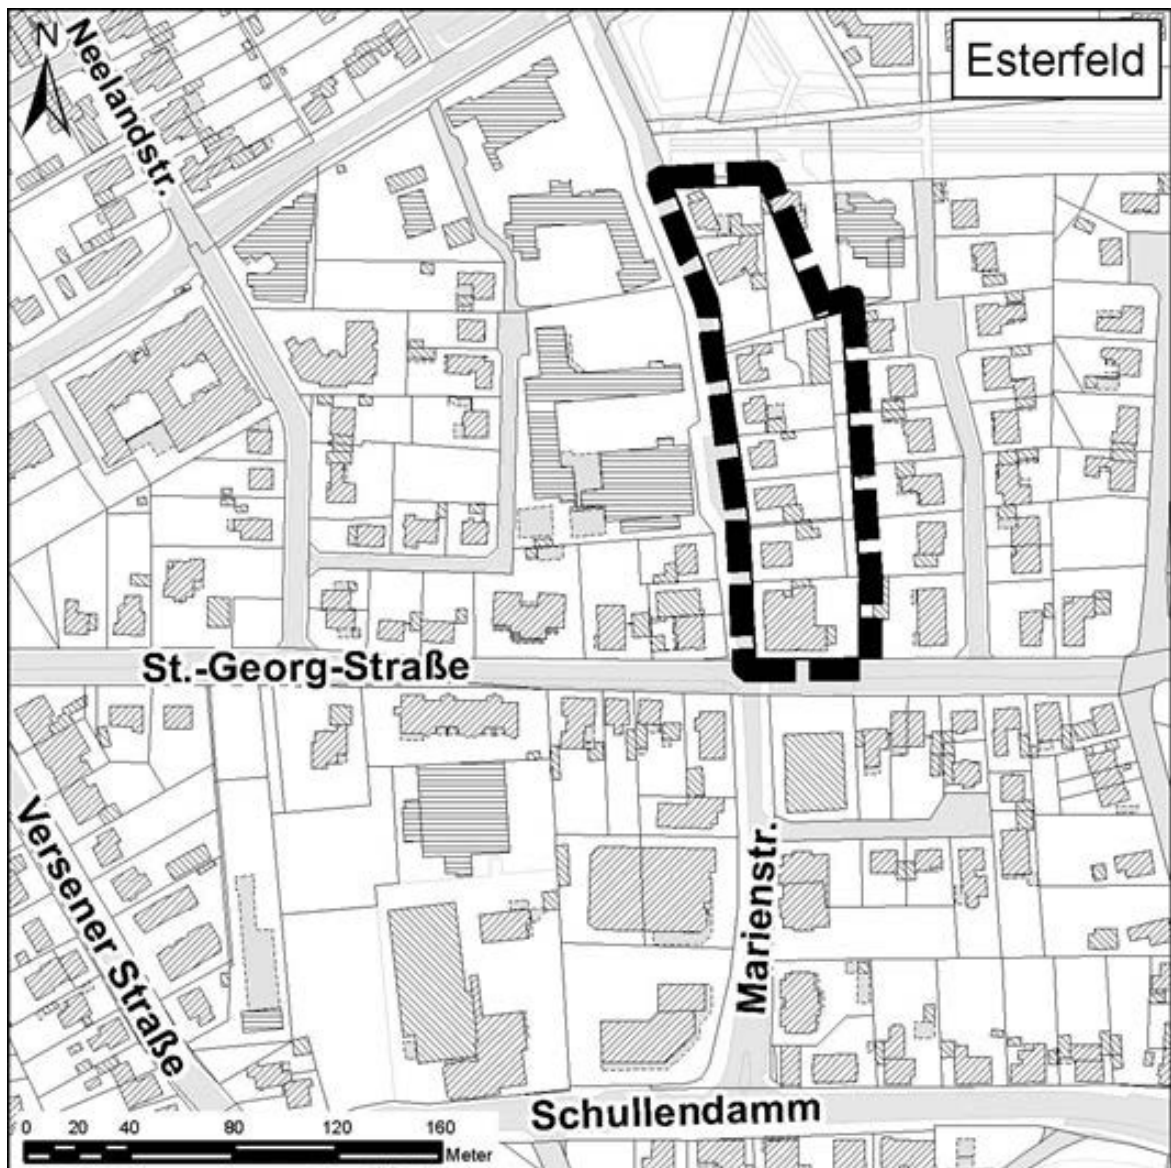 Esterfeld
N
Neelandstr.
St.-Georg-Straße
Versener Straße
Marienstr.
Schullendamm
0 20 40 80 120 160
Meter